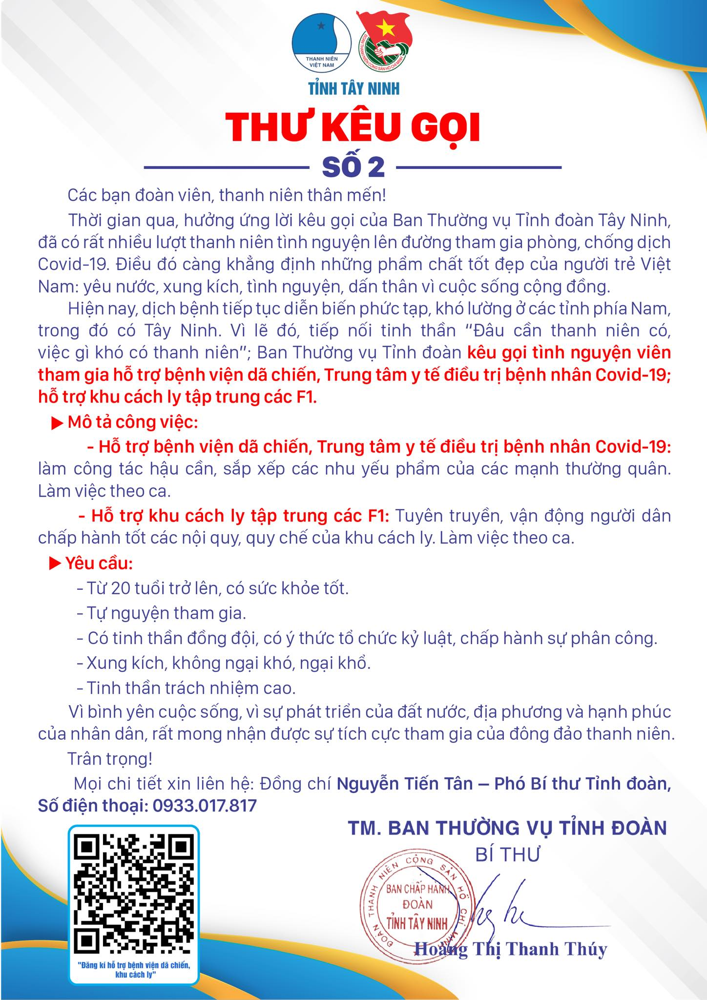 THANH NIÊN
VIỆT NAM
ĐOÀN THANH NIÊN CỘNG SẢN HỒ CHÍ MINH
TỈNH TÂY NINH
THƯ KÊU GỌI
SỐ 2
Các bạn đoàn viên, thanh niên thân mến!
Thời gian qua, hưởng ứng lời kêu gọi của Ban Thường vụ Tỉnh đoàn Tây Ninh,
đã có rất nhiều lượt thanh niên tình nguyện lên đường tham gia phòng, chống dịch
Covid-19. Điều đó càng khẳng định những phẩm chất tốt đẹp của người trẻ Việt
Nam: yêu nước, xung kích, tình nguyện, dấn thân vì cuộc sống cộng đồng.
Hiện nay, dịch bệnh tiếp tục diễn biến phức tạp, khó lường ở các tỉnh phía Nam,
trong đó có Tây Ninh. Vì lẽ đó, tiếp nối tinh thần “Đâu cần thanh niên có,
việc gì khó có thanh niên”; Ban Thường vụ Tỉnh đoàn kêu gọi tình nguyện viên
tham gia hỗ trợ bệnh viện dã chiến, Trung tâm y tế điều trị bệnh nhân Covid-19;
hỗ trợ khu cách ly tập trung các F1.
▶ Mô tả công việc:
- Hỗ trợ bệnh viện dã chiến, Trung tâm y tế điều trị bệnh nhân Covid-19:
làm công tác hậu cần, sắp xếp các nhu yếu phẩm của các mạnh thường quân.
Làm việc theo ca.
- Hỗ trợ khu cách ly tập trung các F1: Tuyên truyền, vận động người dân
chấp hành tốt các nội quy, quy chế của khu cách ly. Làm việc theo ca.
▶ Yêu cầu:
- Từ 20 tuổi trở lên, có sức khỏe tốt.
- Tự nguyện tham gia.
- Có tinh thần đồng đội, có ý thức tổ chức kỷ luật, chấp hành sự phân công.
- Xung kích, không ngại khó, ngại khổ.
- Tinh thần trách nhiệm cao.
Vì bình yên cuộc sống, vì sự phát triển của đất nước, địa phương và hạnh phúc
của nhân dân, rất mong nhận được sự tích cực tham gia của đông đảo thanh niên.
Trân trọng!
Mọi chi tiết xin liên hệ: Đồng chí Nguyễn Tiến Tân – Phó Bí thư Tỉnh đoàn,
Số điện thoại: 0933.017.817
TM. BAN THƯỜNG VỤ TỈNH ĐOÀN
BÍ THƯ
ĐOÀN THANH NIÊN CỘNG SẢN HỒ CHÍ MINH
BAN CHẤP HÀNH
ĐOÀN
TỈNH TÂY NINH
Hoàng Thị Thanh Thúy
"Đăng kí hỗ trợ bệnh viện dã chiến,
khu cách ly"